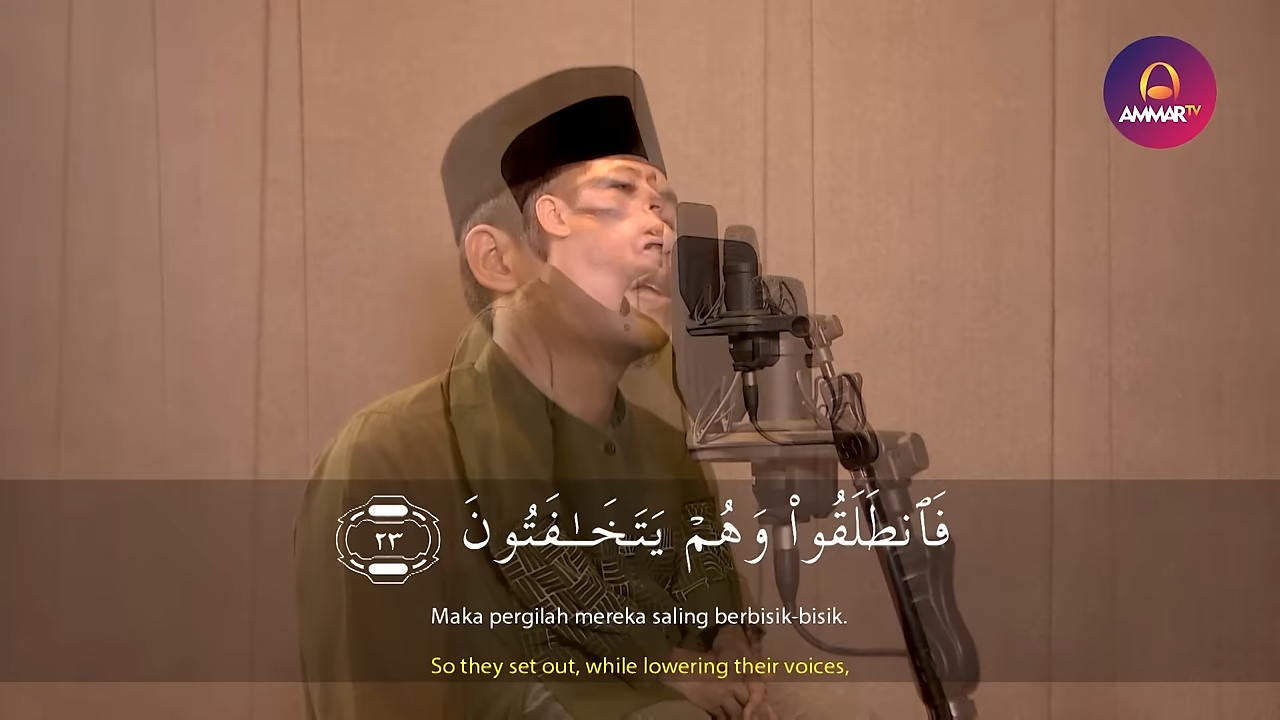 AMMAR TV
فَٱنطَلَقُوا۟ وَهُمْ يَتَخَـٰفَتُونَ ٢٣
Maka pergilah mereka saling berbisik-bisik.
So they set out, while lowering their voices,